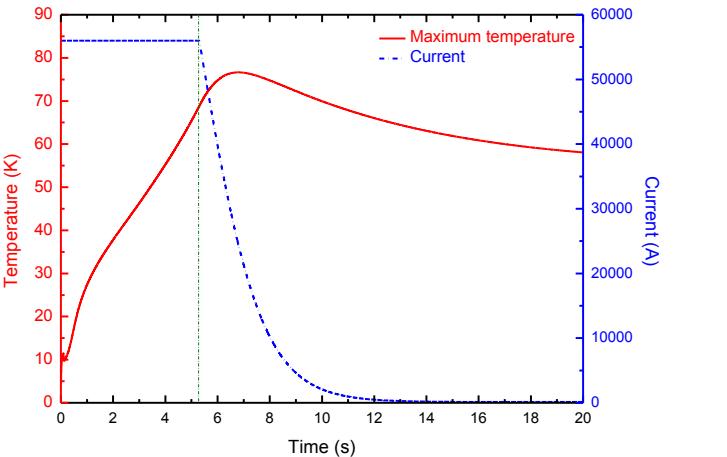 Maximum temperature
Current
Temperature (K)
90
80
70
60
50
40
30
20
10
0
60000
50000
40000
30000
20000
10000
0
Current (A)
0 2 4 6 8 10 12 14 16 18 20
Time (s)